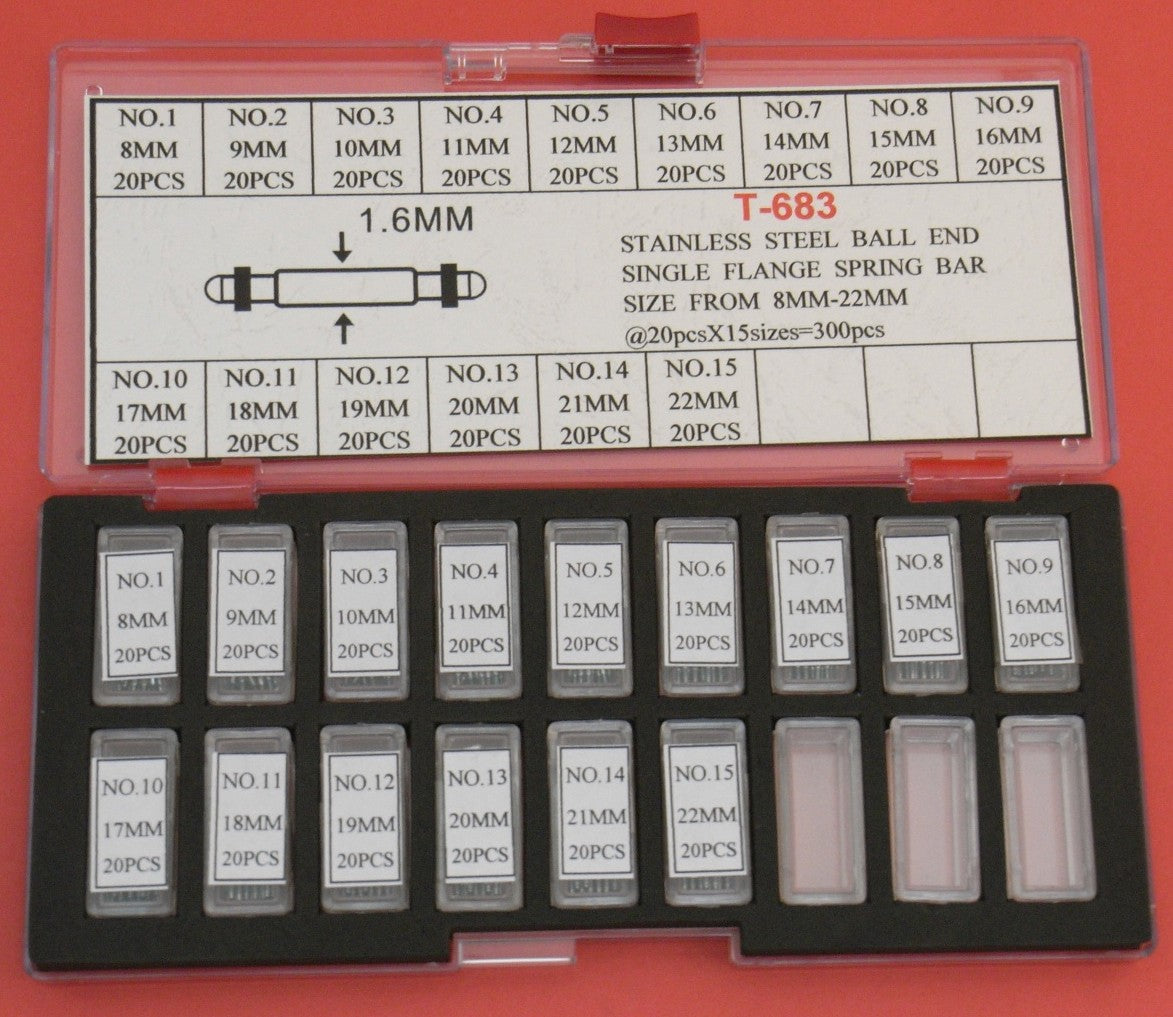 NO.1 NO.2 NO.3 NO.4 NO.5 NO.6 NO.7 NO.8 NO.9
8MM 9MM 10MM 11MM 12MM 13MM 14MM 15MM 16MM
20PCS 20PCS 20PCS 20PCS 20PCS 20PCS 20PCS 20PCS 20PCS
1.6MM
T-683
STAINLESS STEEL BALL END
SINGLE FLANGE SPRING BAR
SIZE FROM 8MM-22MM
@20pcsX15sizes=300pcs
NO.10 NO.11 NO.12 NO.13 NO.14 NO.15
17MM 18MM 19MM 20MM 21MM 22MM
20PCS 20PCS 20PCS 20PCS 20PCS 20PCS
NO.1 NO.2 NO.3 NO.4 NO.5 NO.6 NO.7 NO.8 NO.9
8MM 9MM 10MM 11MM 12MM 13MM 14MM 15MM 16MM
20PCS 20PCS 20PCS 20PCS 20PCS 20PCS 20PCS 20PCS 20PCS
NO.10 NO.11 NO.12 NO.13 NO.14 NO.15
17MM 18MM 19MM 20MM 21MM 22MM
20PCS 20PCS 20PCS 20PCS 20PCS 20PCS